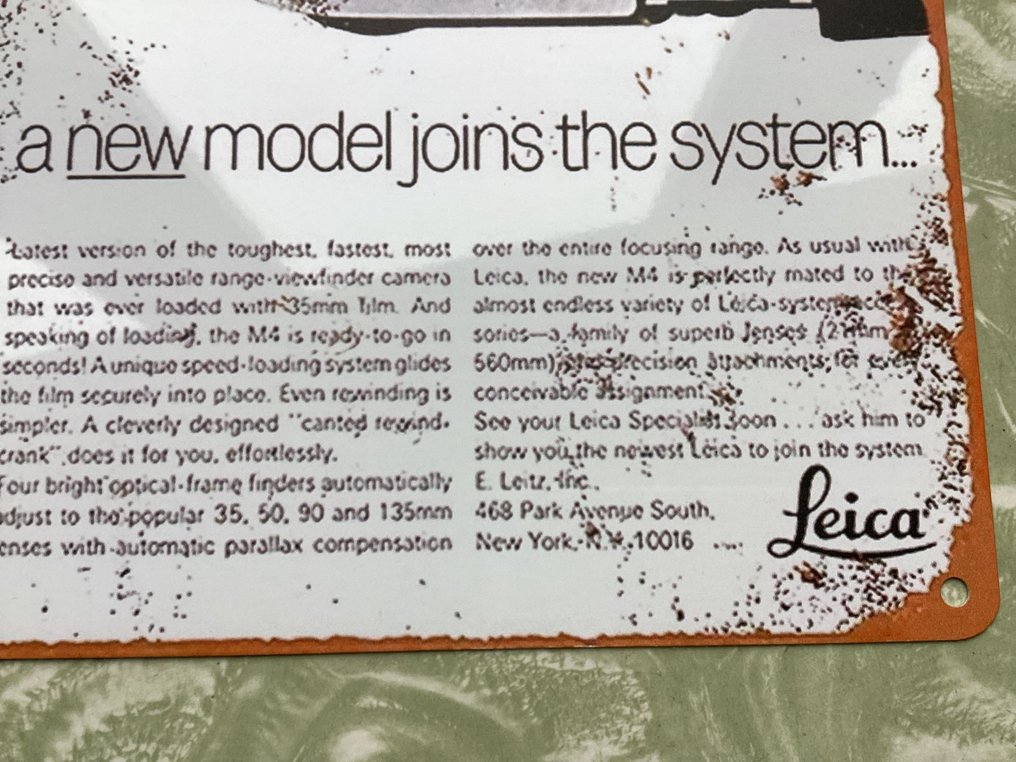 a new model joins the system...
Latest version of the toughest, fastest, most
precise and versatile range-viewfinder camera
that was ever loaded with 35mm film. And
speaking of loading, the M4 is ready-to-go in
seconds! A unique speed-loading system glides
the film securely into place. Even rewinding is
simpler. A cleverly designed "canted rewind-
crank" does it for you, effortlessly.
Four bright optical-frame finders automatically
adjust to the popular 35, 50, 90 and 135mm
lenses with automatic parallax compensation
over the entire focusing range. As usual with
Leica, the new M4 is perfectly mated to the
almost endless variety of Leica-system acces-
sories—a family of superb lenses (21mm
560mm) plus precision attachments for every
conceivable assignment.
See your Leica Specialist soon . . . ask him to
show you the newest Leica to join the system.
E. Leitz, Inc.,
468 Park Avenue South,
New York, N.Y. 10016
Leica